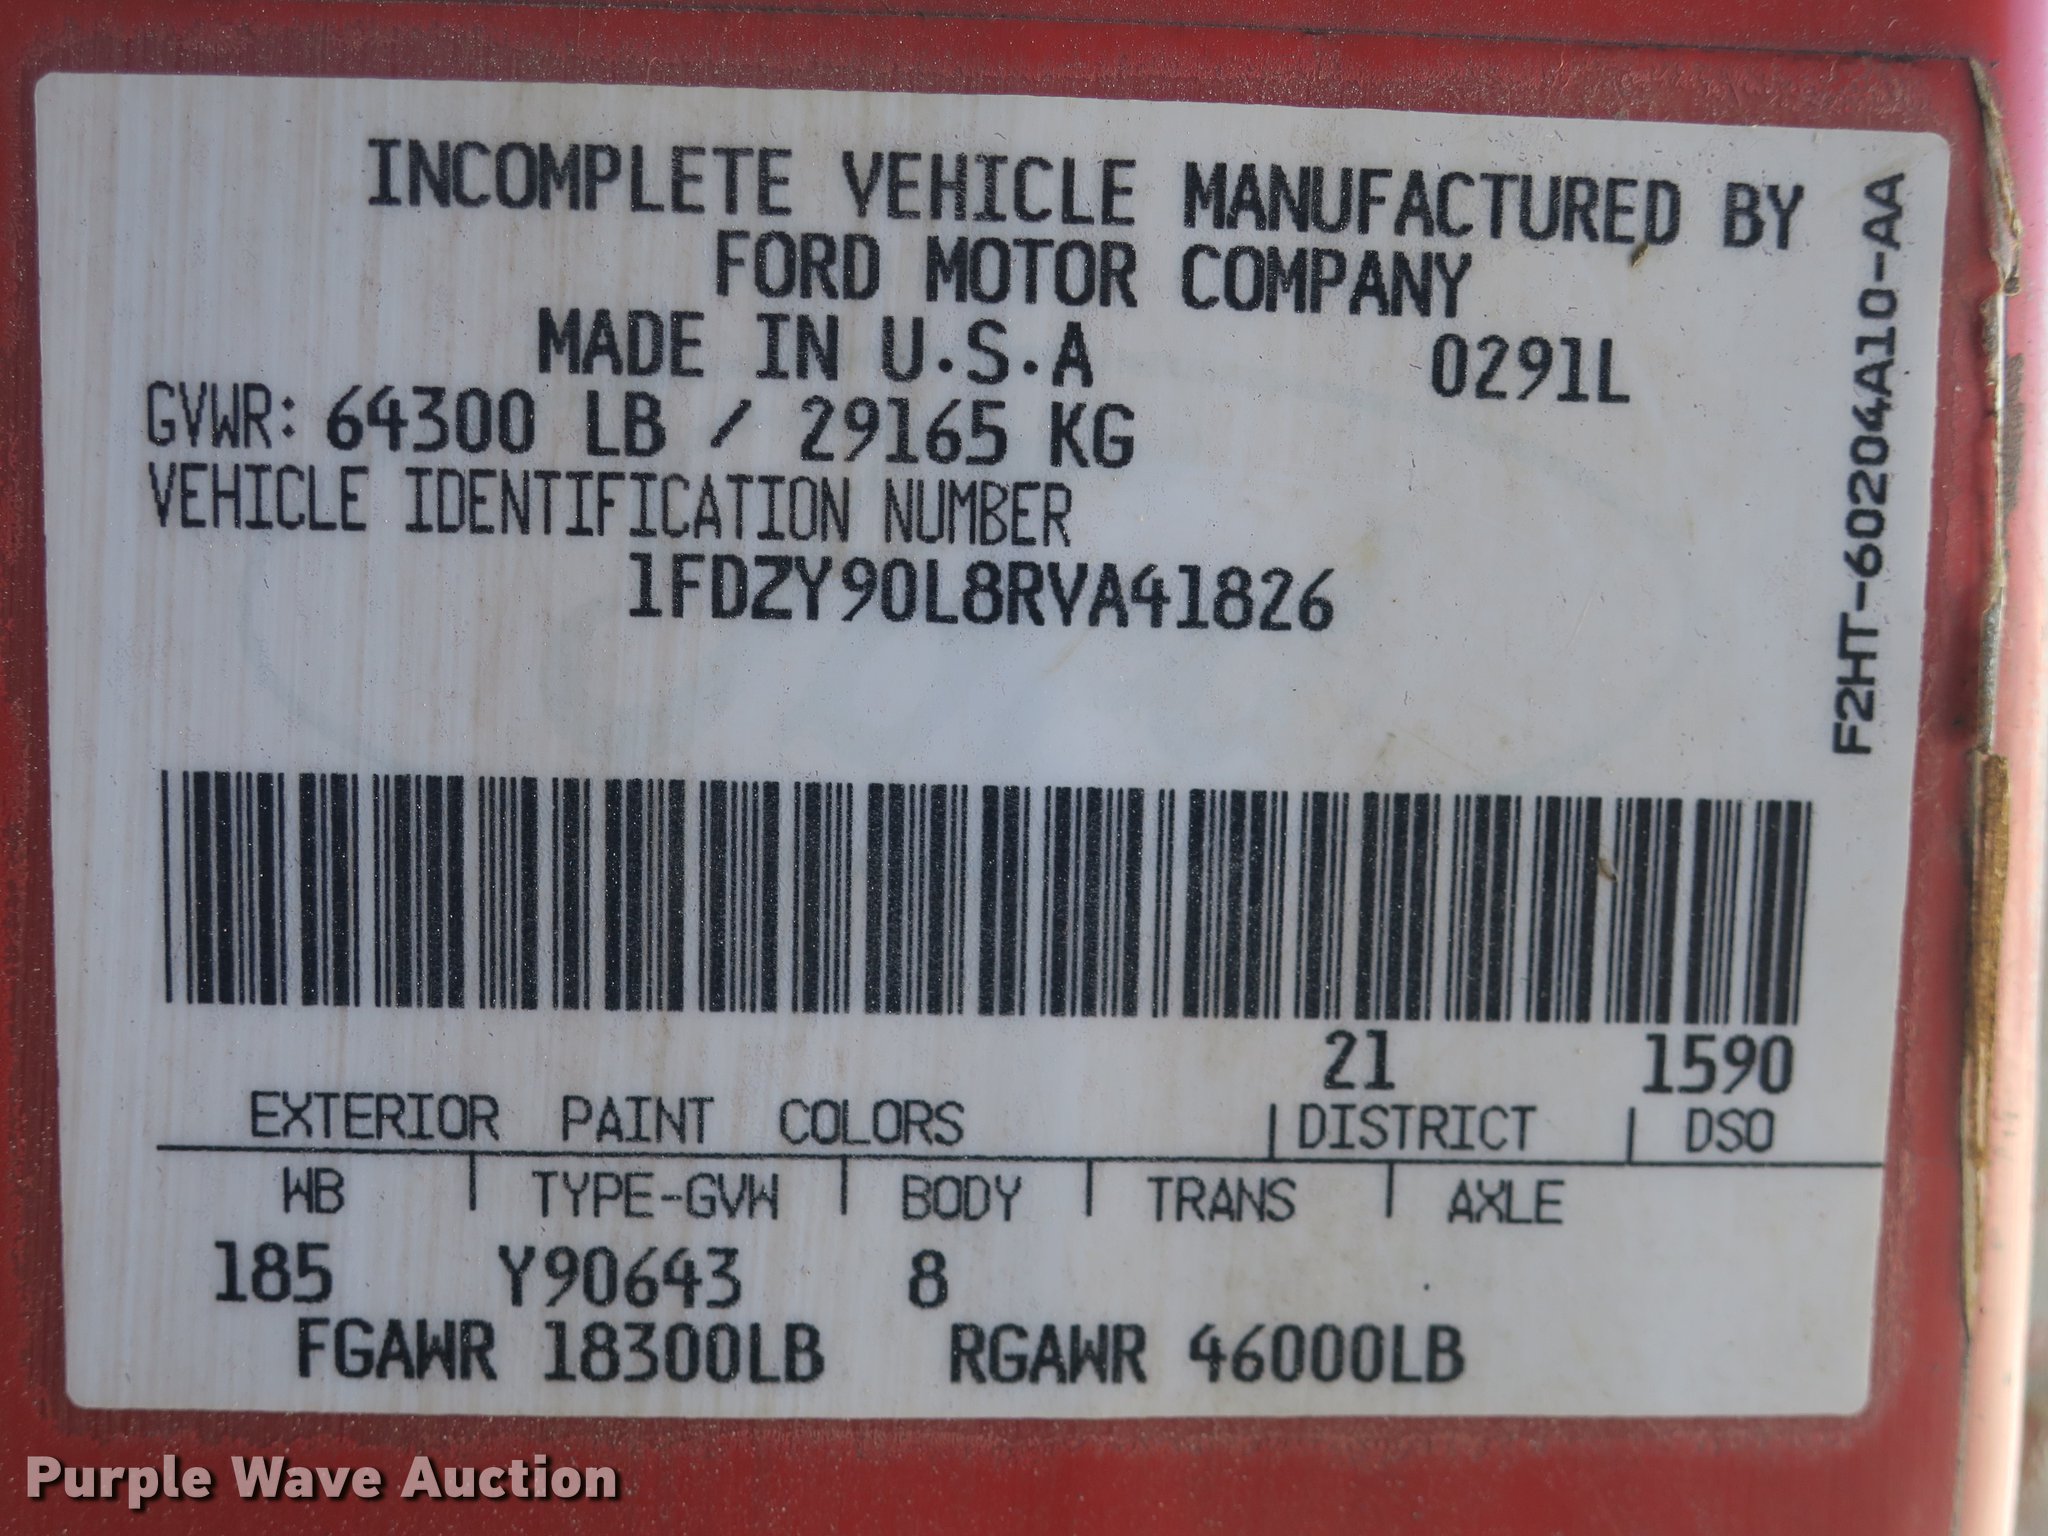 INCOMPLETE VEHICLE MANUFACTURED BY
FORD MOTOR COMPANY
MADE IN U.S.A 0291L
GVWR: 64300 LB / 29165 KG
VEHICLE IDENTIFICATION NUMBER
1FDZY90L8RVA41826
F2HT-60204A10-AA
21 1590
EXTERIOR PAINT COLORS | DISTRICT | DSO
WB | TYPE-GVW | BODY | TRANS | AXLE
185 Y90643 8
FGAWR 18300LB RGAWR 46000LB
Purple Wave Auction